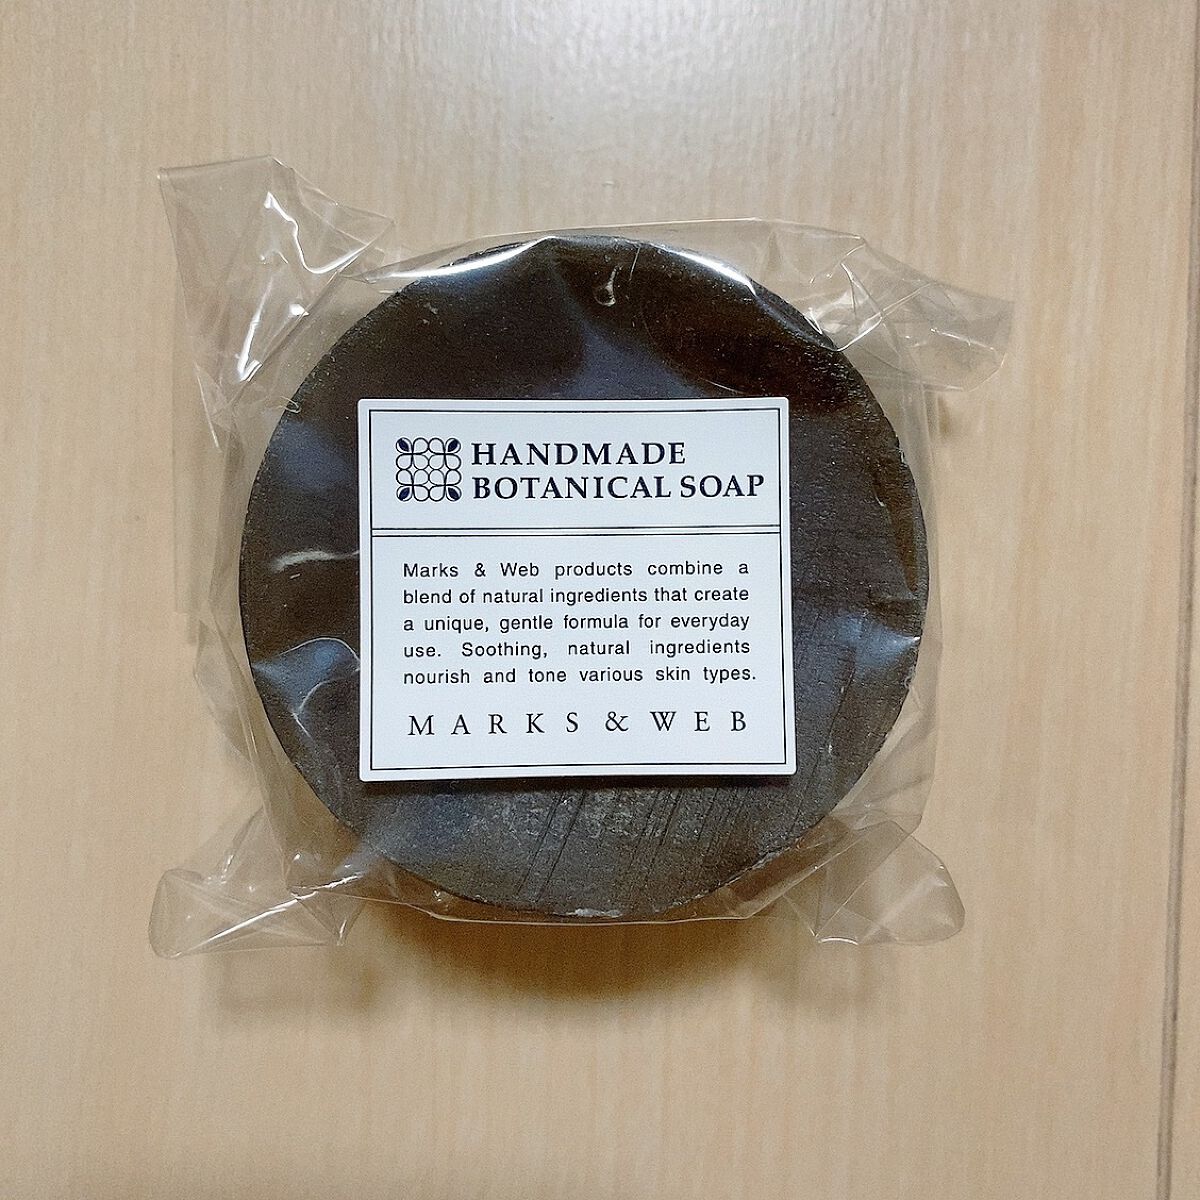 HANDMADE
BOTANICAL SOAP
Marks & Web products combine a
blend of natural ingredients that create
a unique, gentle formula for everyday
use. Soothing, natural ingredients
nourish and tone various skin types.
MARKS & WEB